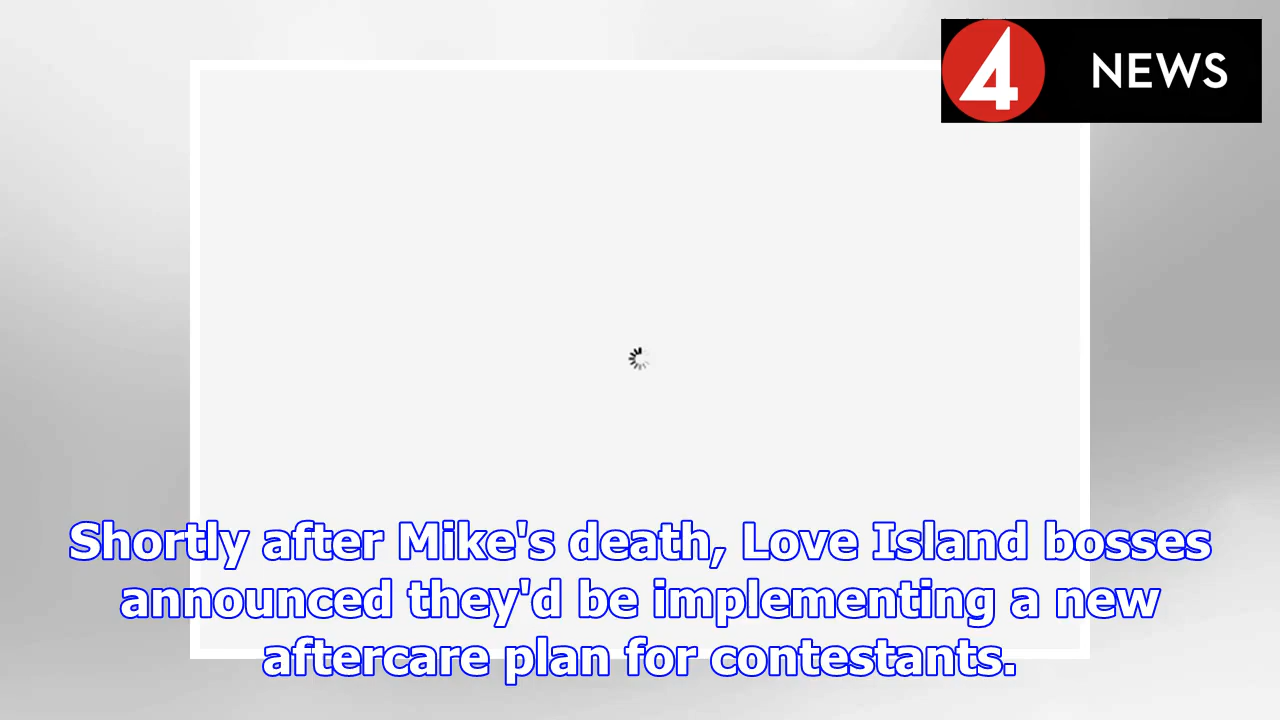 4 NEWS
Shortly after Mike's death, Love Island bosses
announced they'd be implementing a new
aftercare plan for contestants.